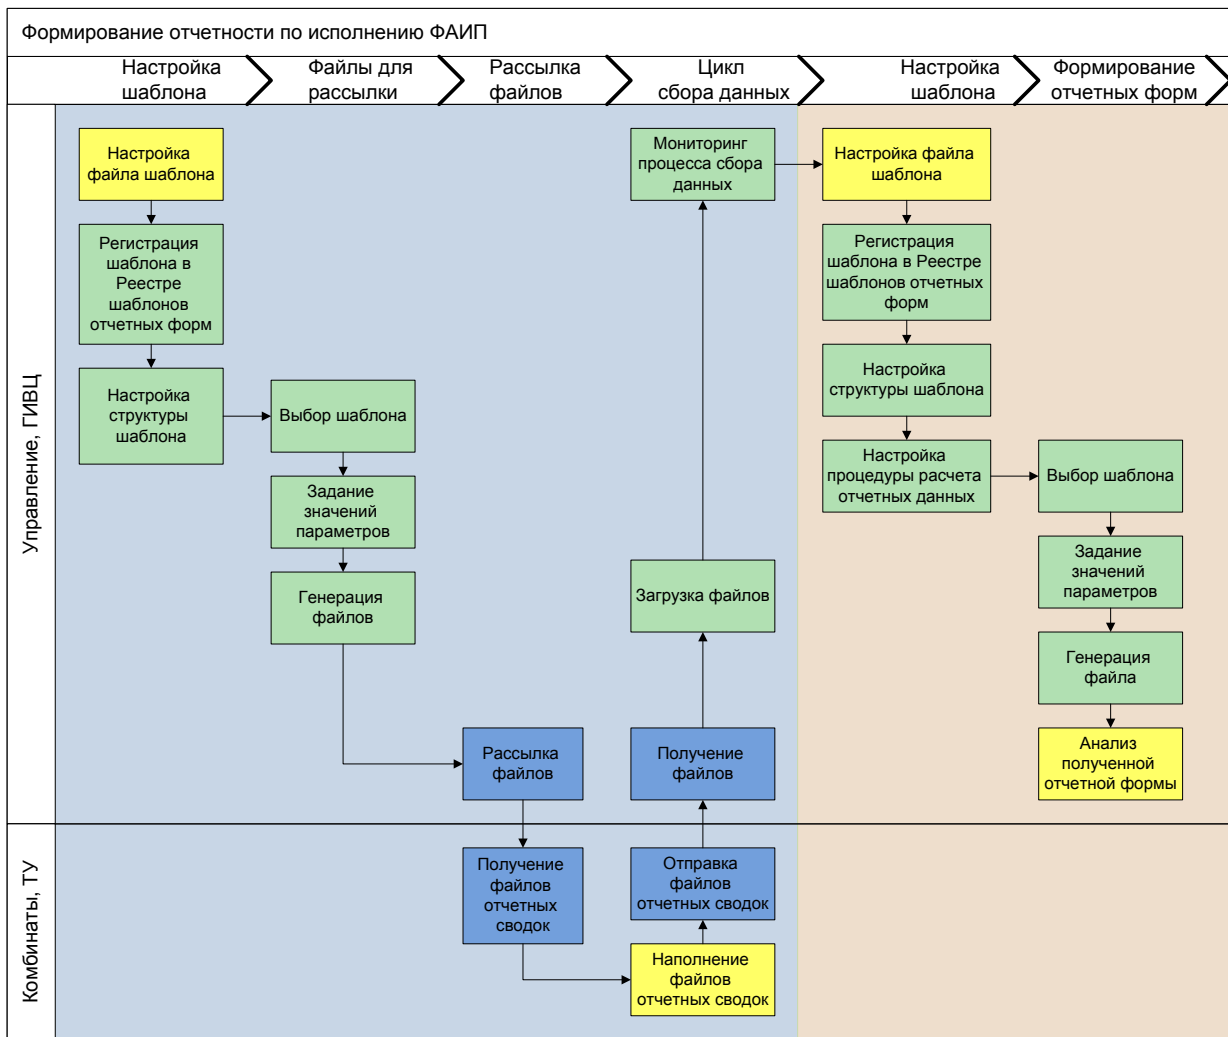 Формирование отчетности по исполнению ФАИП
Настройка
шаблона
Файлы для
рассылки
Рассылка
файлов
Цикл
сбора данных
Настройка
шаблона
Формирование
отчетных форм
Управление, ГИВЦ
Настройка
файла шаблона
Регистрация
шаблона в
Реестре
шаблонов
отчетных форм
Настройка
структуры
шаблона
Выбор шаблона
Задание
значений
параметров
Генерация
файлов
Рассылка
файлов
Мониторинг
процесса сбора
данных
Загрузка файлов
Получение
файлов
Настройка файла
шаблона
Регистрация
шаблона в Реестре
шаблонов отчетных
форм
Настройка
структуры шаблона
Настройка
процедуры расчета
отчетных данных
Выбор шаблона
Задание
значений
параметров
Генерация
файла
Анализ
полученной
отчетной формы
Комбинаты, ТУ
Получение
файлов
отчетных
сводок
Отправка
файлов
отчетных сводок
Наполнение
файлов
отчетных сводок